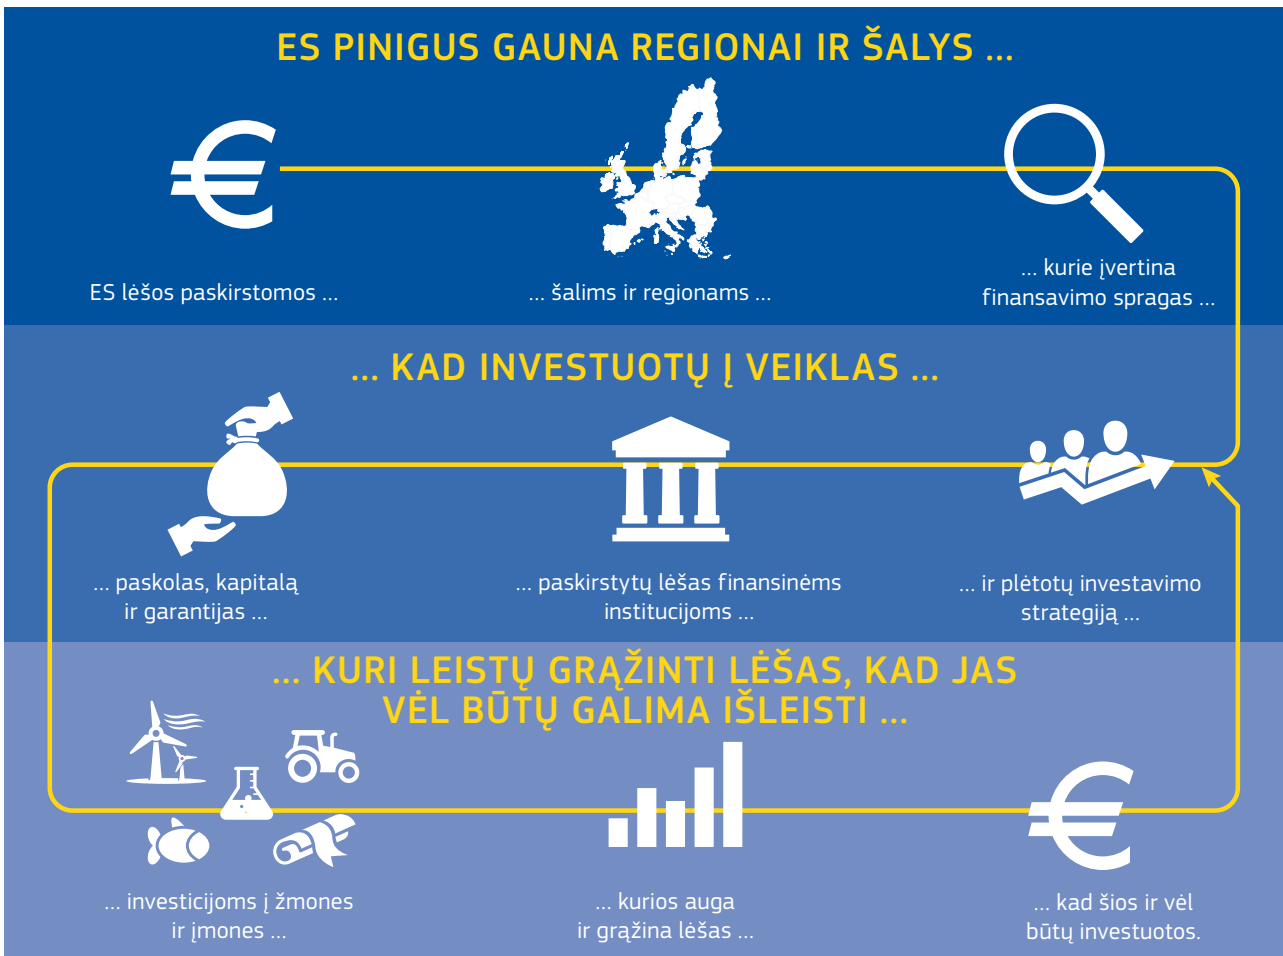 ES PINIGUS GAUNA REGIONAI IR ŠALYS ...
ES lėšos paskirstomos ...
... šalims ir regionams ...
... kurie įvertina
finansavimo spragas ...
... KAD INVESTUOTŲ Į VEIKLAS ...
... paskolas, kapitalą
ir garantijas ...
... paskirstytų lėšas finansinėms
institucijoms ...
... ir plėtotų investavimo
strategiją ...
... KURI LEISTŲ GRĄŽINTI LĖŠAS, KAD JAS
VĖL BŪTŲ GALIMA IŠLEISTI ...
... investicijoms į žmones
ir įmones ...
... kurios auga
ir grąžina lėšas ...
... kad šios ir vėl
būtų investuotos.